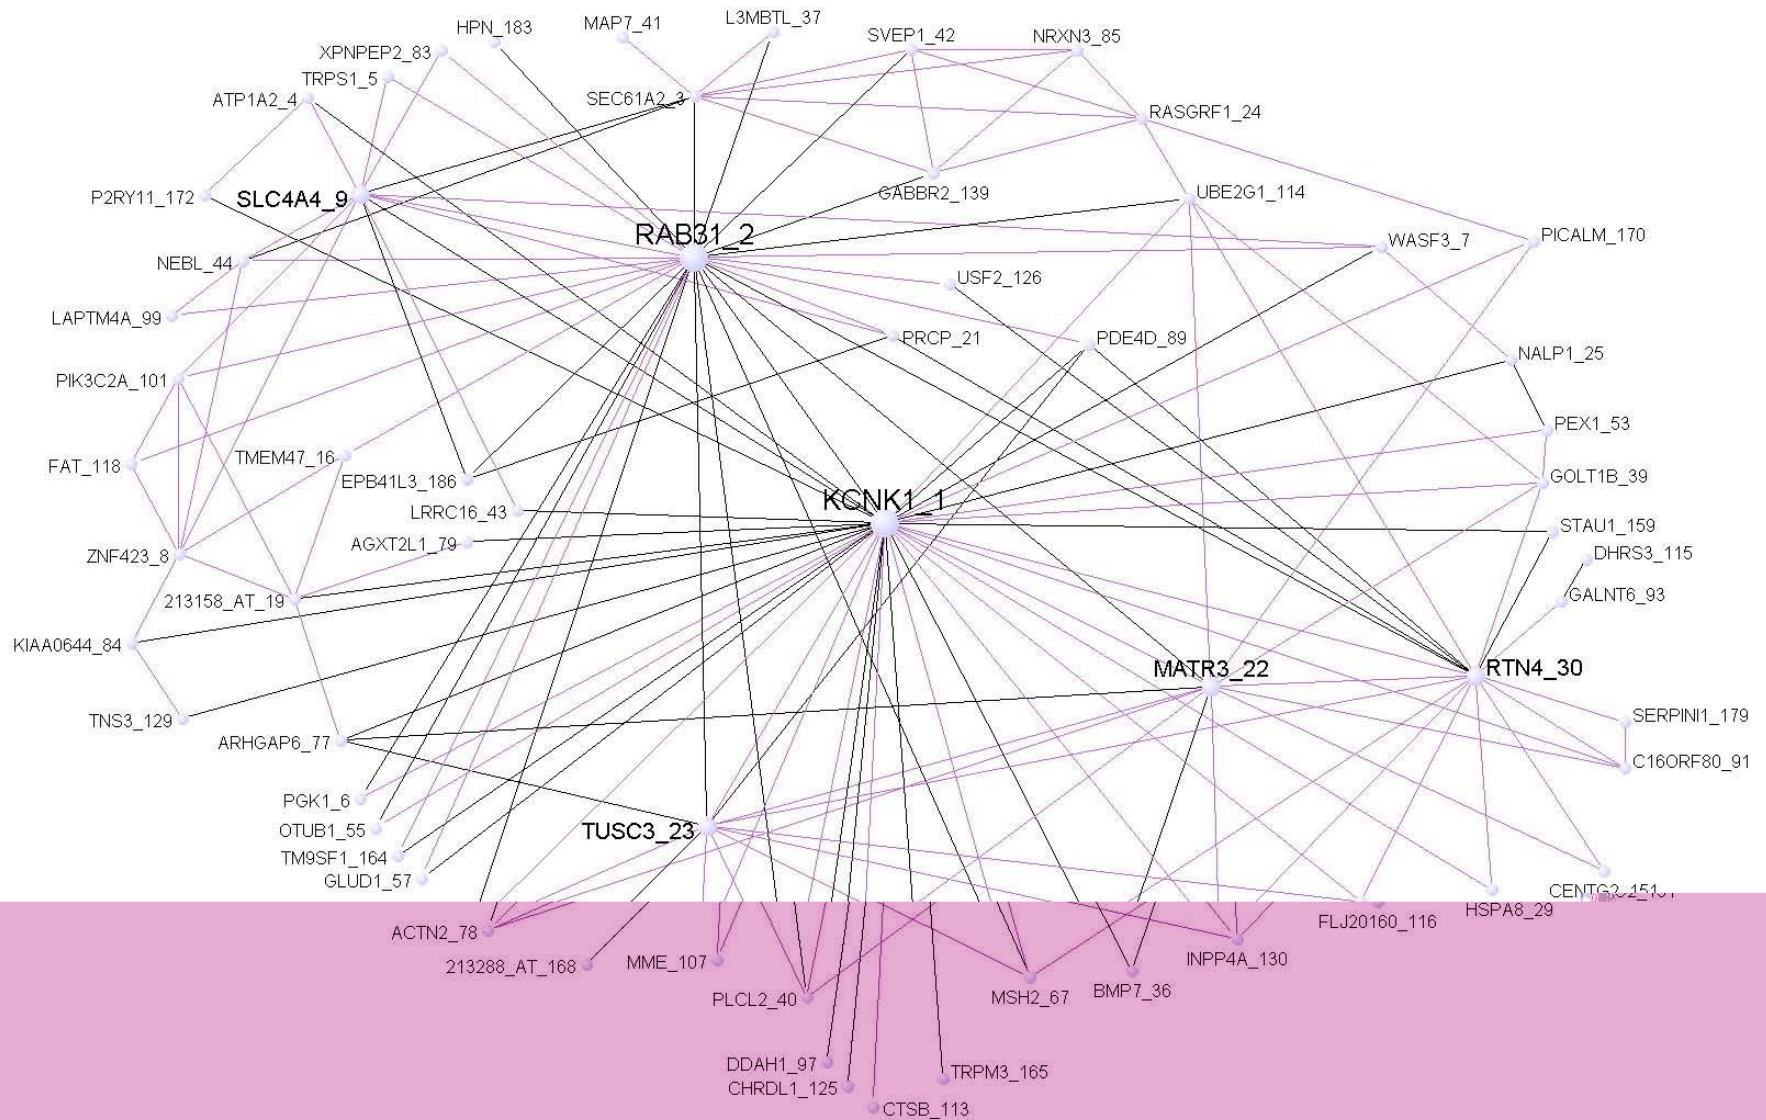 L3MBTL_37
MAP7_41
HPN_183
SVEP1_42
NRXN3_85
XPNPEP2_83
TRPS1_5
ATP1A2_4
SEC61A2_3
RASGRF1_24
P2RY11_172
SLC4A4_9
GABBR2_139
UBE2G1_114
RAB31_2
WASF3_7
PICALM_170
NEBL_44
USF2_126
LAPTM4A_99
PRCP_21
PDE4D_89
NALP1_25
PIK3C2A_101
PEX1_53
FAT_118
TMEM47_16
EPB41L3_186
GOLT1B_39
KCNK1_1
LRRC16_43
STAU1_159
AGXT2L1_79
DHRS3_115
ZNF423_8
213158_AT_19
GALNT6_93
KIAA0644_84
MATR3_22
RTN4_30
TNS3_129
SERPINI1_179
ARHGAP6_77
C16ORF80_91
PGK1_6
OTUB1_55
TUSC3_23
TM9SF1_164
GLUD1_57
HSPA8_29
FLJ20160_116
ACTN2_78
213288_AT_168
MME_107
INPP4A_130
PLCL2_40
MSH2_67
BMP7_36
DDAH1_97
TRPM3_165
CHRDL1_125
CTSB_113